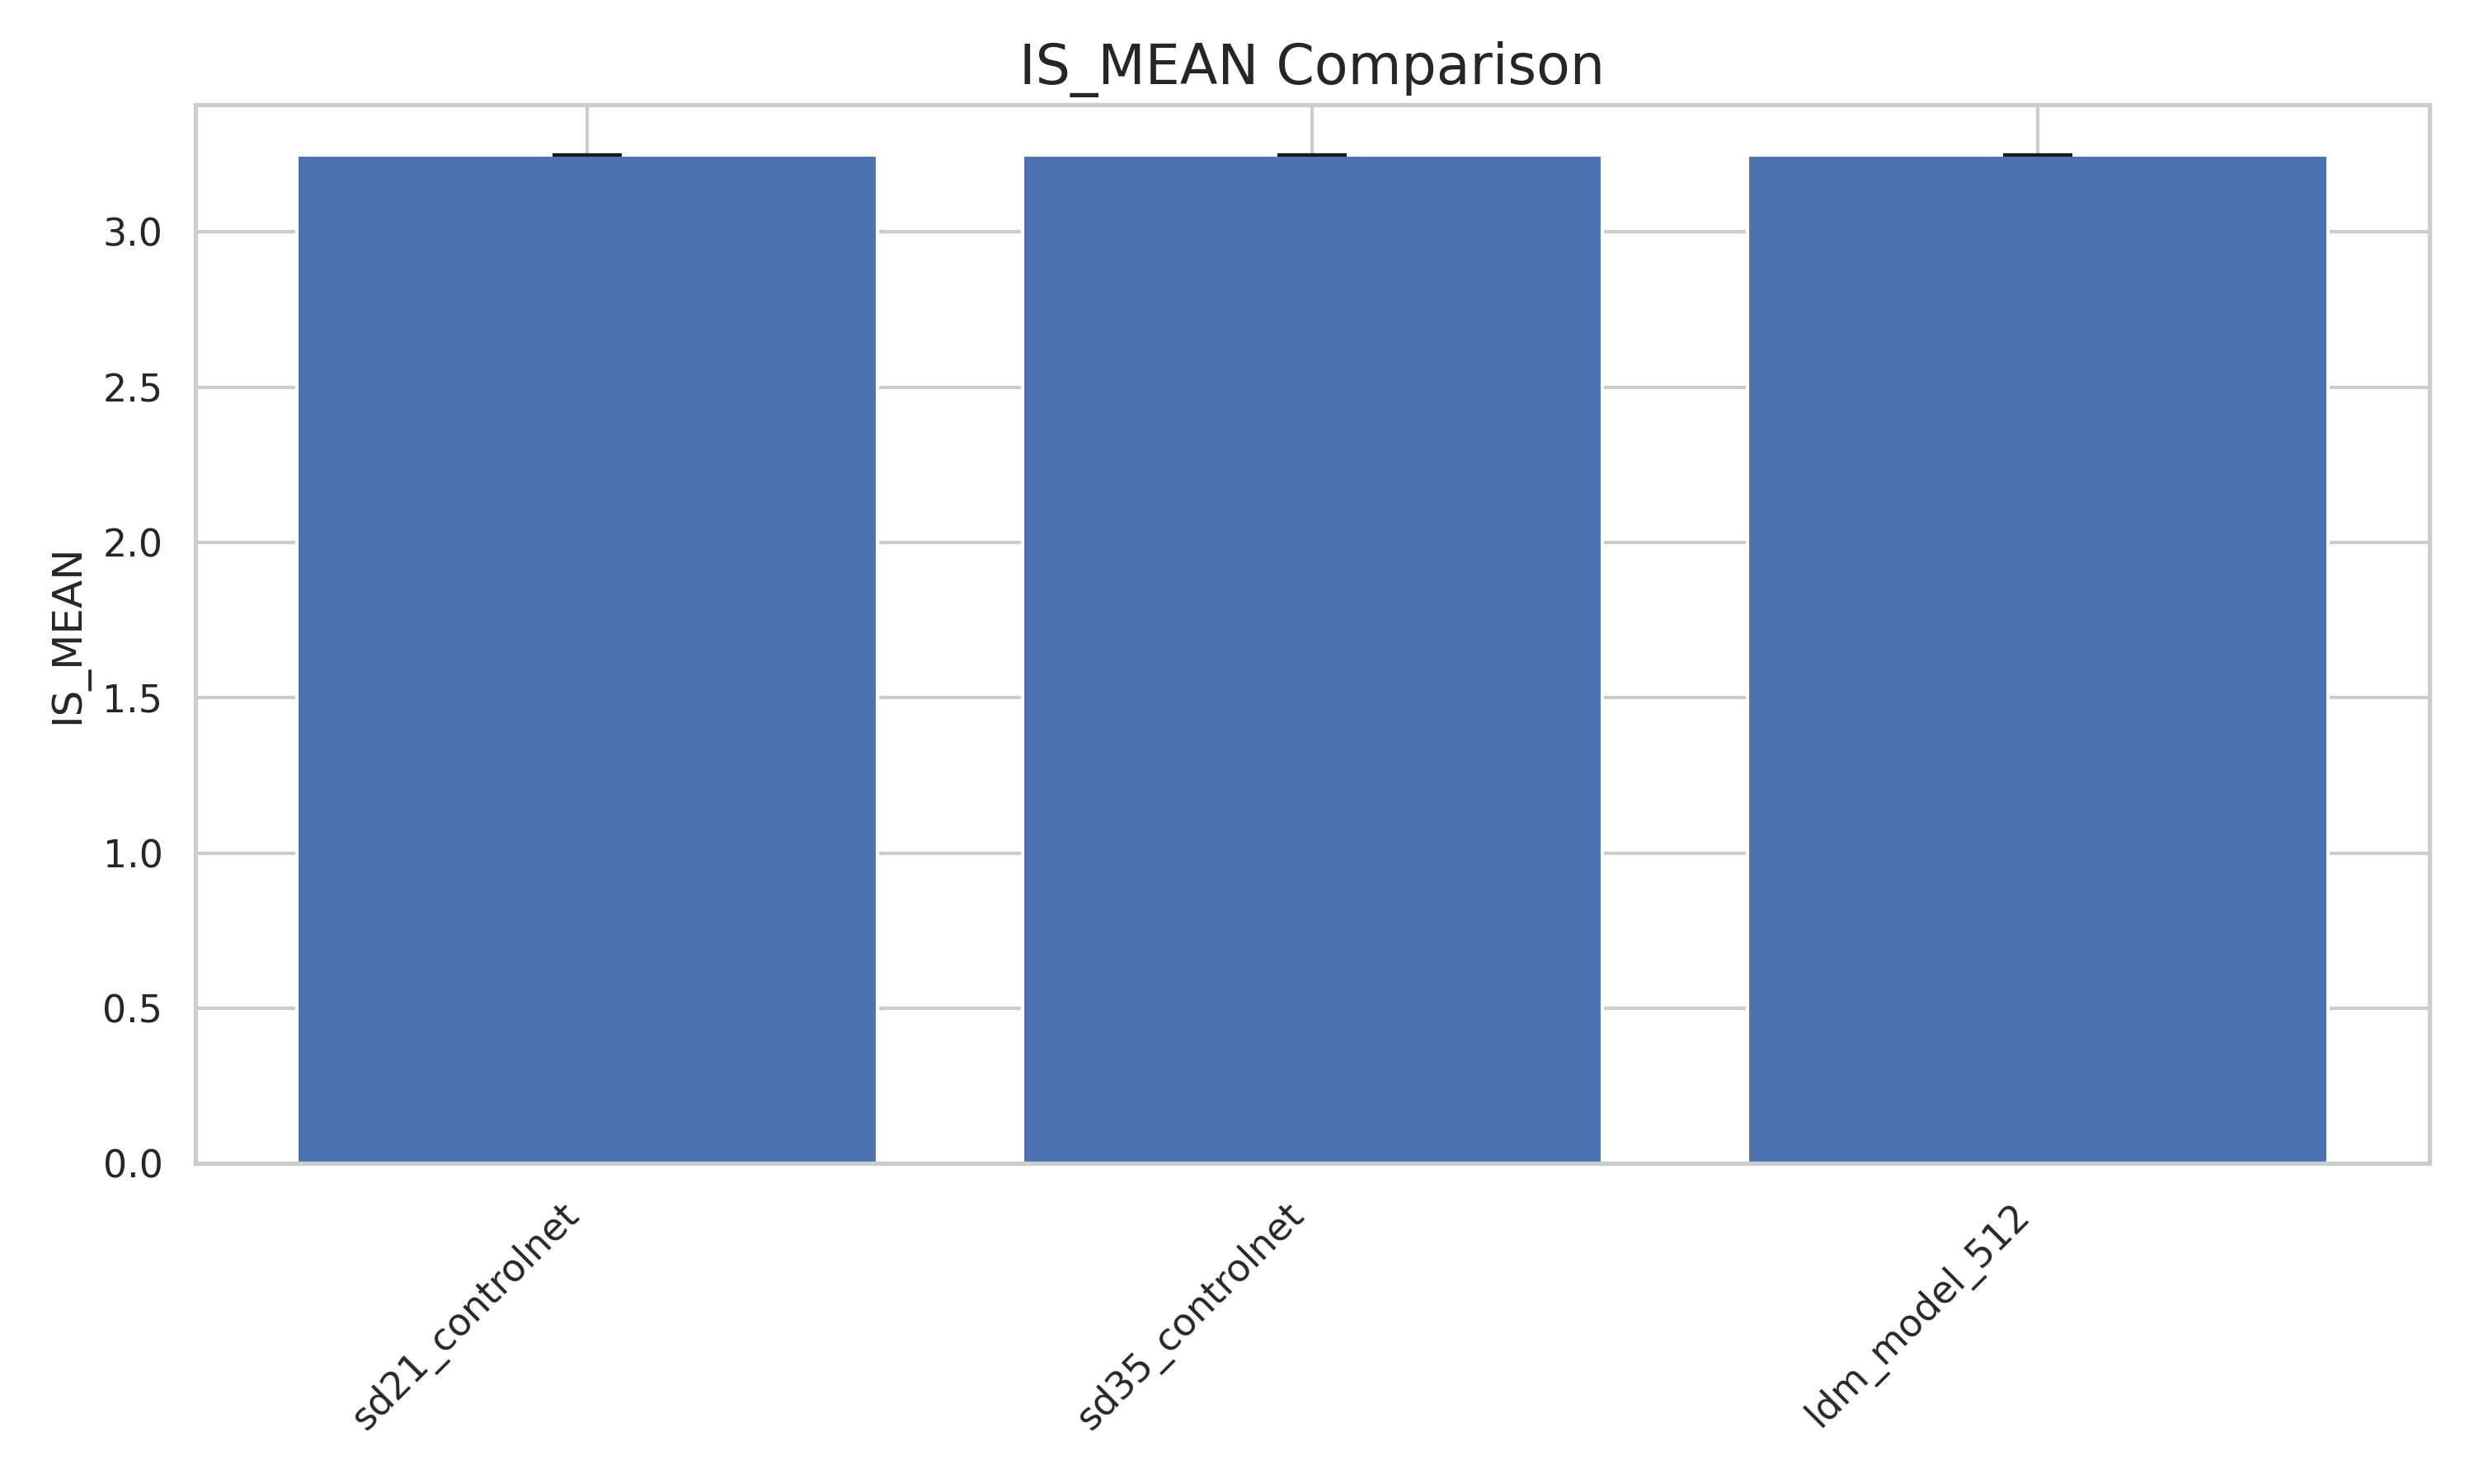 IS_MEAN Comparison
IS_MEAN
3.0
2.5
2.0
1.5
1.0
0.5
0.0
sd21_controlnet
sd35_controlnet
ldm_model_512